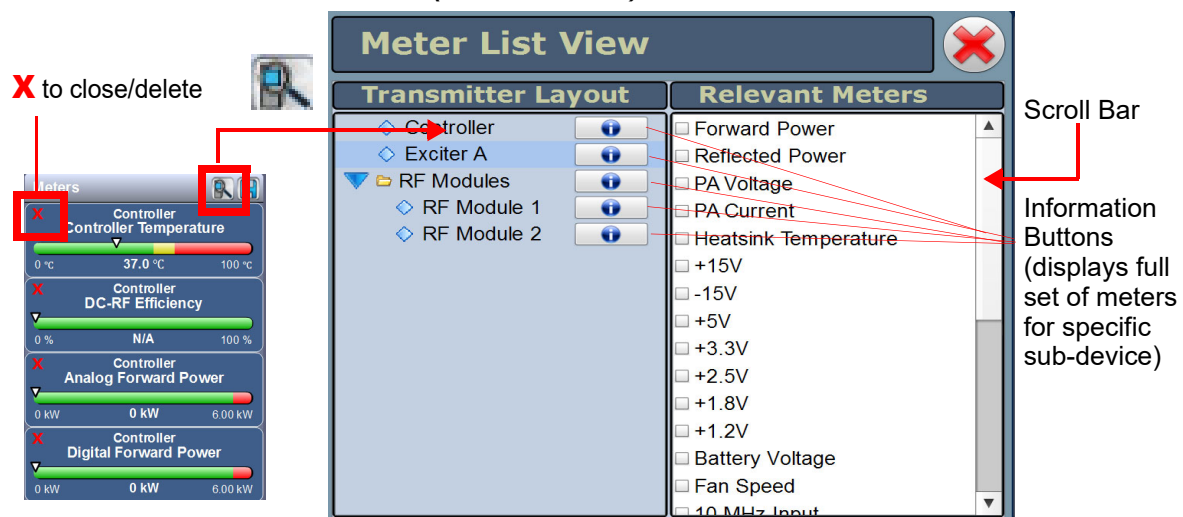 Meter List View
X to close/delete
Transmitter Layout
Relevant Meters
Controller
Exciter A
RF Modules
RF Module 1
RF Module 2
Forward Power
Reflected Power
PA Voltage
PA Current
Heatsink Temperature
+15V
-15V
+5V
+3.3V
+2.5V
+1.8V
+1.2V
Battery Voltage
Fan Speed
10 MHz Input
Scroll Bar
Information
Buttons
(displays full
set of meters
for specific
sub-device)
Meters
X Controller
Controller Temperature
0 °C 37.0 °C 100 °C
X Controller
DC-RF Efficiency
0 % N/A 100 %
X Controller
Analog Forward Power
0 kW 0 kW 6.00 kW
X Controller
Digital Forward Power
0 kW 0 kW 6.00 kW